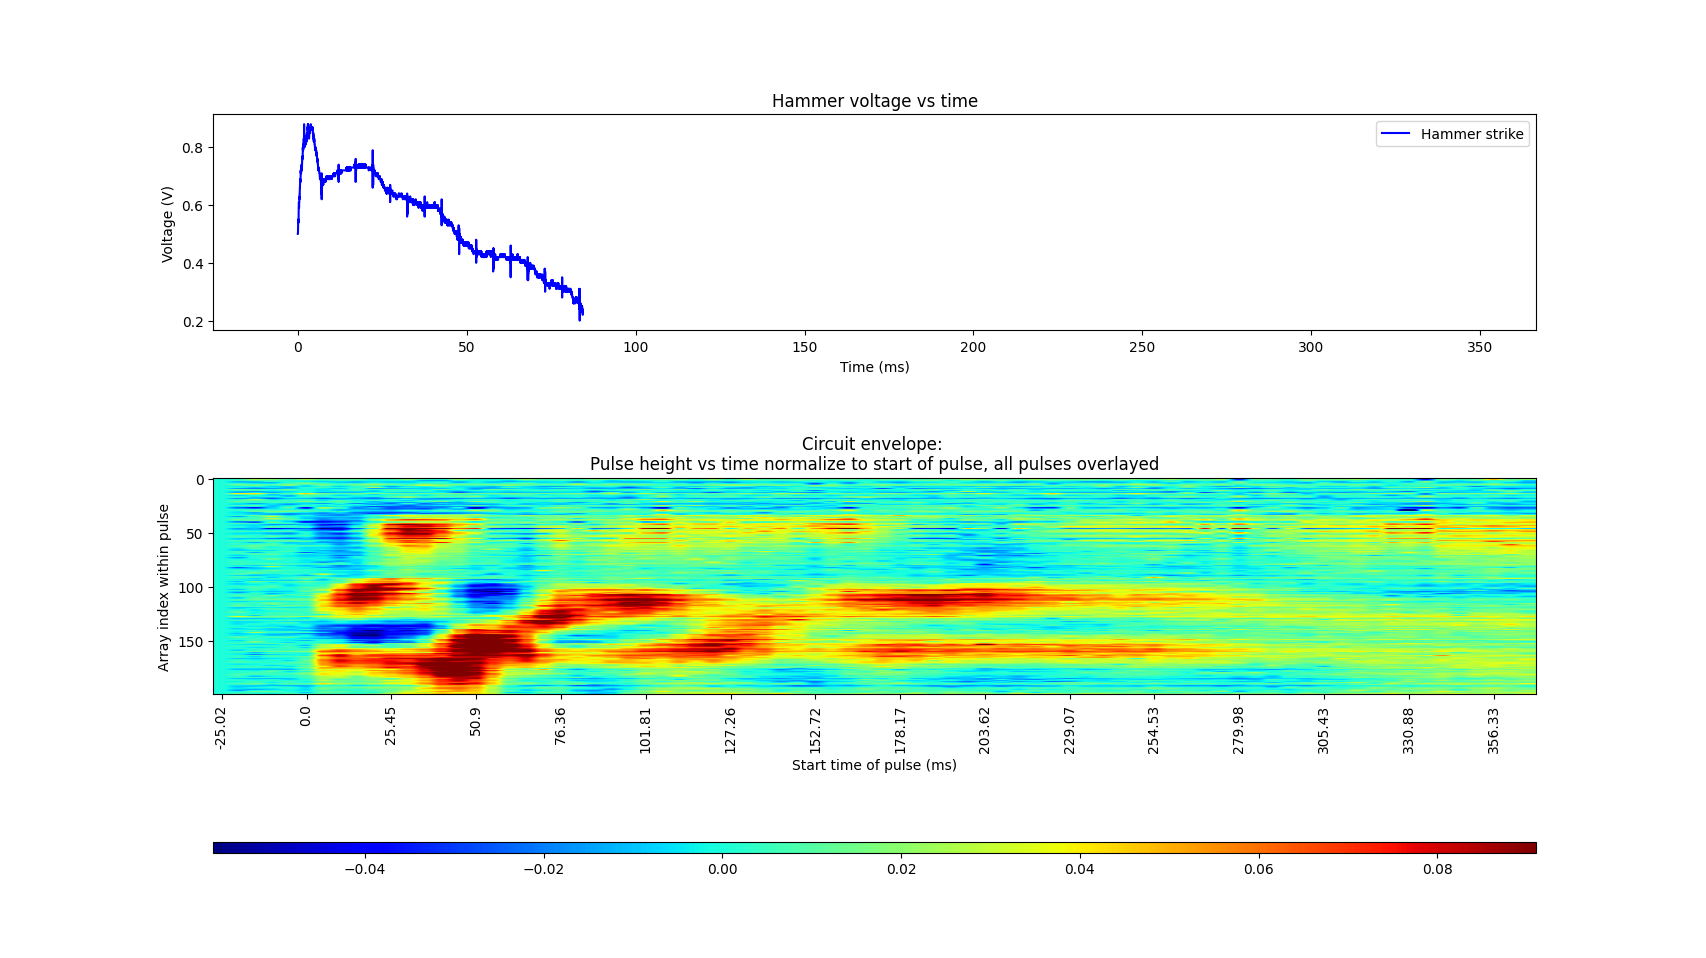 Hammer voltage vs time
Hammer strike
0.8
0.6
0.4
0.2
Voltage (V)
0 50 100 150 200 250 300 350
Time (ms)
Circuit envelope:
Pulse height vs time normalize to start of pulse, all pulses overlayed
0
50
100
150
Array index within pulse
-25.02 0.0 25.45 50.9 76.36 101.81 127.26 152.72 178.17 203.62 229.07 254.53 279.98 305.43 330.88 356.33
Start time of pulse (ms)
−0.04 −0.02 0.00 0.02 0.04 0.06 0.08